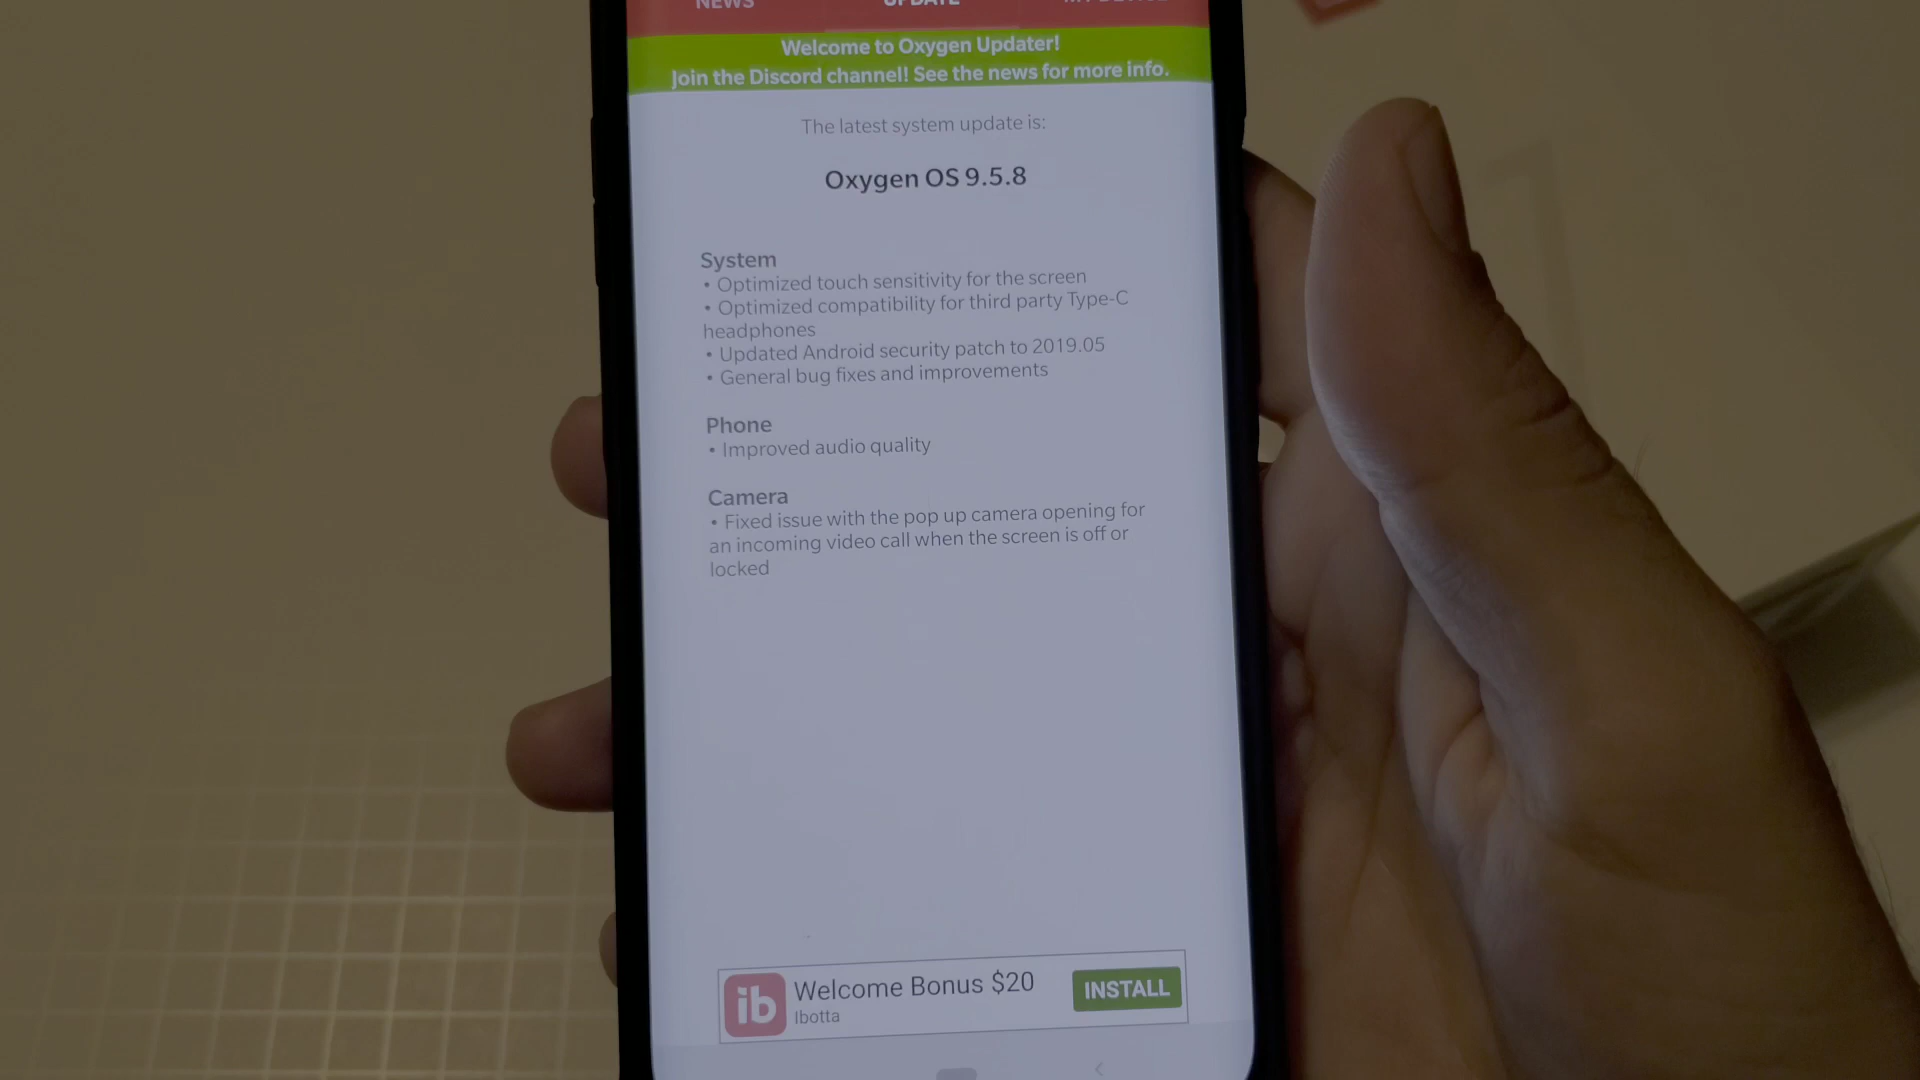 NEWS
UPDATE
MY DEVICE
Welcome to Oxygen Updater!
Join the Discord channel! See the news for more info.
The latest system update is:
Oxygen OS 9.5.8
System
• Optimized touch sensitivity for the screen
• Optimized compatibility for third party Type-C
headphones
• Updated Android security patch to 2019.05
• General bug fixes and improvements
Phone
• Improved audio quality
Camera
• Fixed issue with the pop up camera opening for
an incoming video call when the screen is off or
locked
ib
Welcome Bonus $20
Ibotta
INSTALL